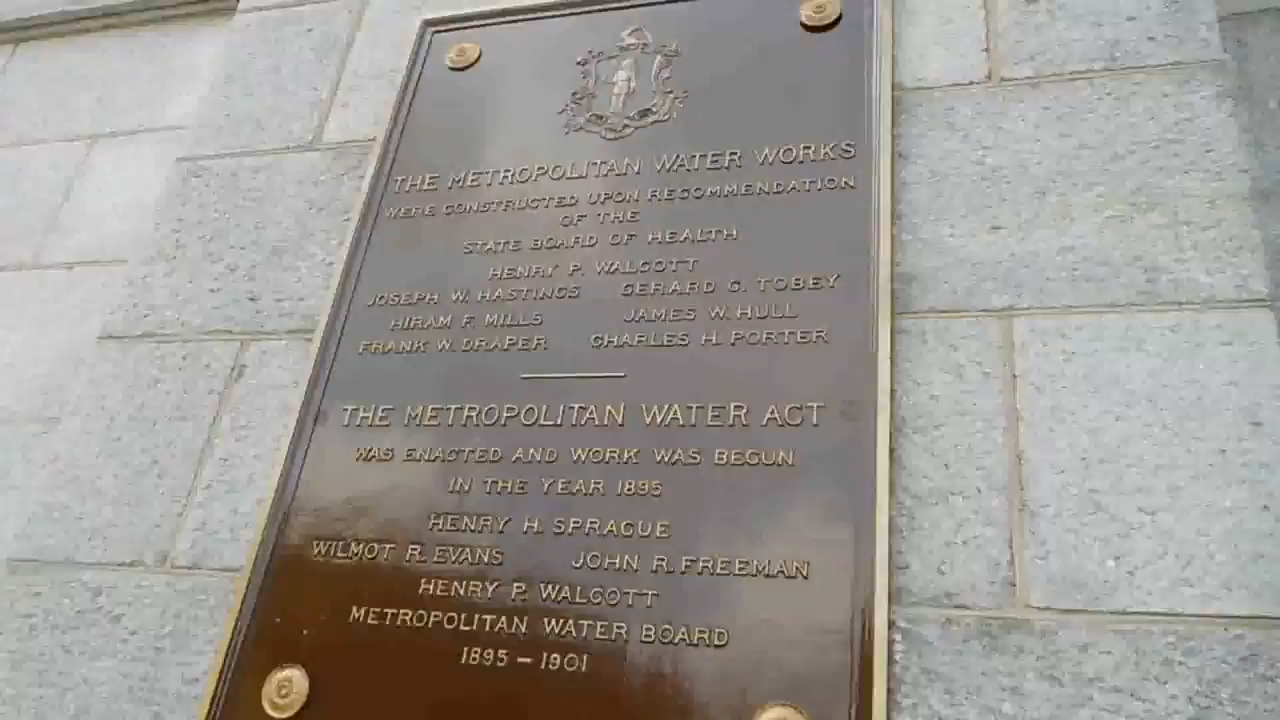 THE METROPOLITAN WATER WORKS
WERE CONSTRUCTED UPON RECOMMENDATION
OF THE
STATE BOARD OF HEALTH
HENRY P. WALCOTT
JOSEPH W. HASTINGS GERARD G. TOBEY
HIRAM F. MILLS JAMES W. HULL
FRANK W. DRAPER CHARLES H. PORTER
THE METROPOLITAN WATER ACT
WAS ENACTED AND WORK WAS BEGUN
IN THE YEAR 1895
HENRY H. SPRAGUE
WILMOT R. EVANS JOHN R. FREEMAN
HENRY P. WALCOTT
METROPOLITAN WATER BOARD
1895 – 1901